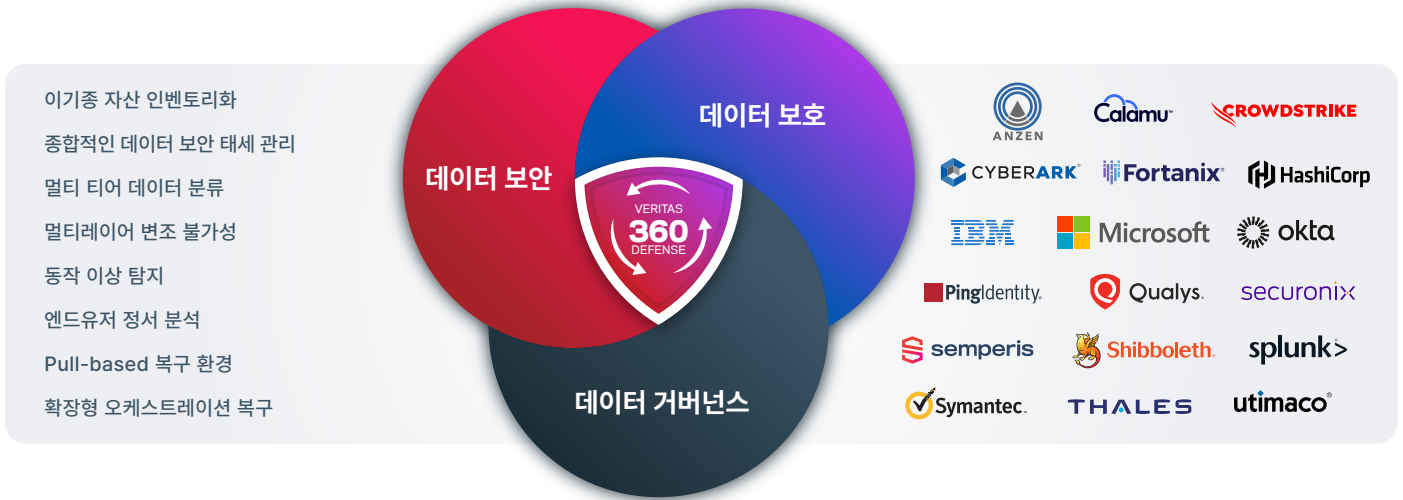 이기종 자산 인벤토리화
종합적인 데이터 보안 태세 관리
멀티 티어 데이터 분류
멀티레이어 변조 불가성
동작 이상 탐지
엔드유저 정서 분석
Pull-based 복구 환경
확장형 오케스트레이션 복구
데이터 보안
데이터 보호
VERITAS
360
DEFENSE
데이터 거버넌스
ANZEN
Calamu™
CROWDSTRIKE
CYBERARK®
Fortanix®
HashiCorp
IBM
Microsoft
okta
PingIdentity.
Qualys.
securonix
semperis
Shibboleth.
splunk>
Symantec.
THALES
utimaco®